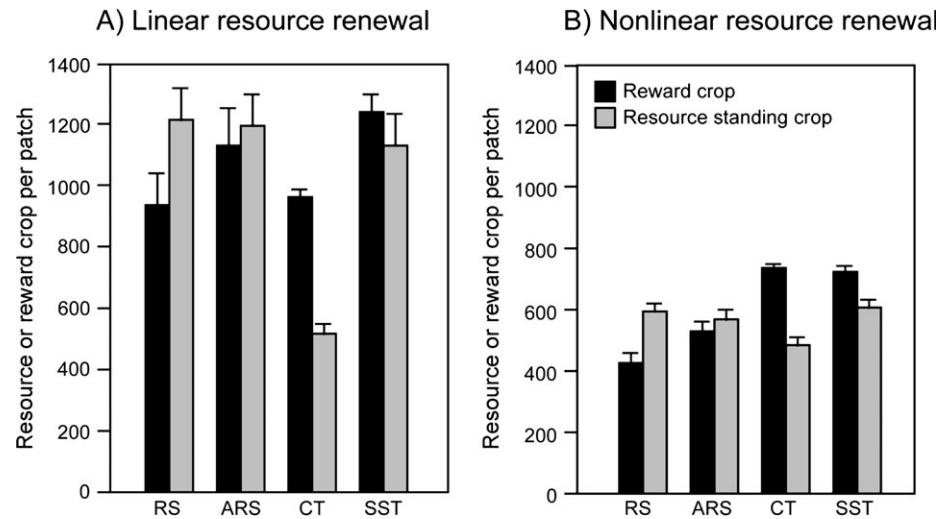 A) Linear resource renewal
Resource or reward crop per patch
1400
1200
1000
800
600
400
200
0
RS ARS CT SST
B) Nonlinear resource renewal
Resource or reward crop per patch
1400
1200
1000
800
600
400
200
0
Reward crop
Resource standing crop
RS ARS CT SST